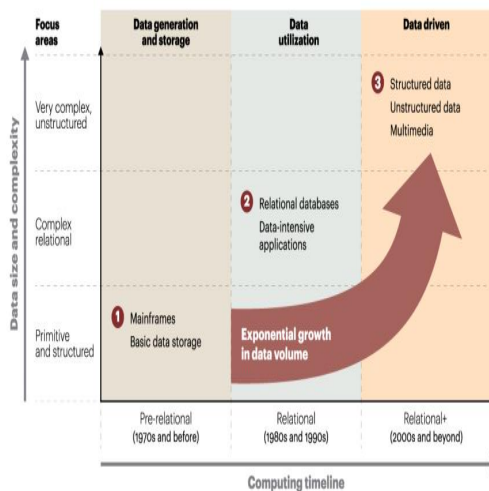 Focus
areas
Data generation
and storage
Data
utilization
Data driven
Data size and complexity
Very complex,
unstructured
3
Structured data
Unstructured data
Multimedia
Complex
relational
2
Relational databases
Data-intensive
applications
Primitive
and structured
1
Mainframes
Basic data storage
Exponential growth
in data volume
Pre-relational
(1970s and before)
Relational
(1980s and 1990s)
Relational+
(2000s and beyond)
Computing timeline